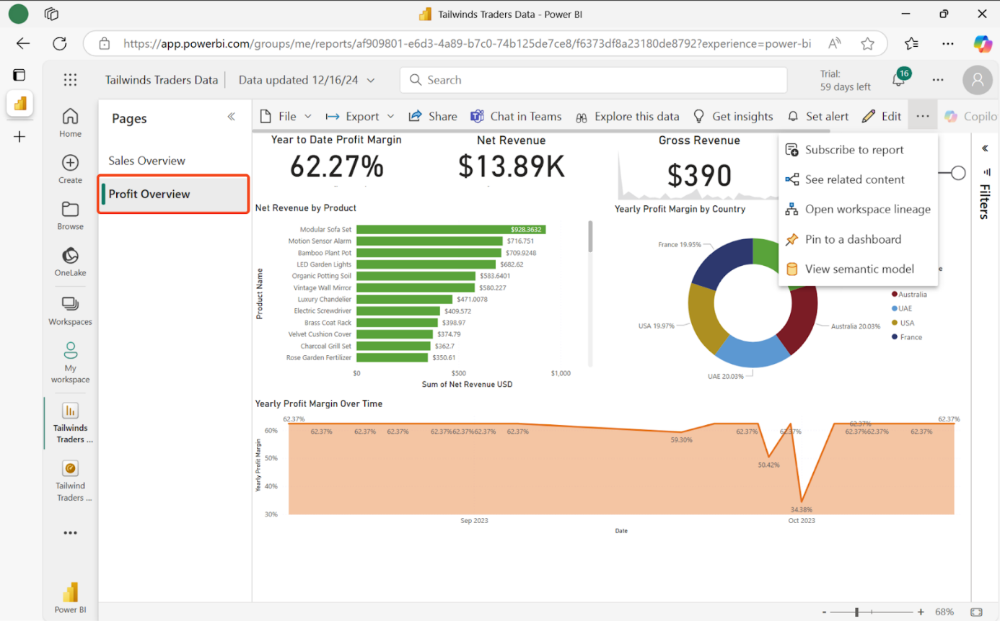 Tailwinds Traders Data - Power BI
https://app.powerbi.com/groups/me/reports/af909801-e6d3-4a89-b7c0-74b125de7ce8/f6373df8a23180de8792?experience=power-bi
Tailwinds Traders Data
Data updated 12/16/24
Search
Trial:
59 days left
16
Home
Create
Browse
OneLake
Workspaces
My
workspace
Tailwinds
Traders ...
Tailwind
Traders ...
Power BI
Pages
Sales Overview
Profit Overview
File
Export
Share
Chat in Teams
Explore this data
Get insights
Set alert
Edit
Copilo
Subscribe to report
See related content
Open workspace lineage
Pin to a dashboard
View semantic model
Filters
Year to Date Profit Margin
62.27%
Net Revenue
$13.89K
Gross Revenue
$390
Net Revenue by Product
Product Name
Modular Sofa Set $928.3632
Motion Sensor Alarm $716.751
Bamboo Plant Pot $709.9248
LED Garden Lights $682.62
Organic Potting Soil $583.6401
Vintage Wall Mirror $580.227
Luxury Chandelier $471.0078
Electric Screwdriver $409.572
Brass Coat Rack $398.97
Velvet Cushion Cover $374.79
Charcoal Grill Set $362.7
Rose Garden Fertilizer $350.61
$0 $500 $1,000
Sum of Net Revenue USD
Yearly Profit Margin by Country
France 19.95%
USA 19.97%
UAE 20.03%
Australia 20.03%
Australia
UAE
USA
France
Yearly Profit Margin Over Time
Yearly Profit Margin
60%
50%
40%
30%
62.37%
62.37% 62.37% 62.37% 62.37%62.37%62.37% 62.37%
59.30%
62.37%
50.42%
62.37%
34.38%
62.37%
62.37%62.37%
62.37%
62.37%
Sep 2023 Oct 2023
Date
- + 68%